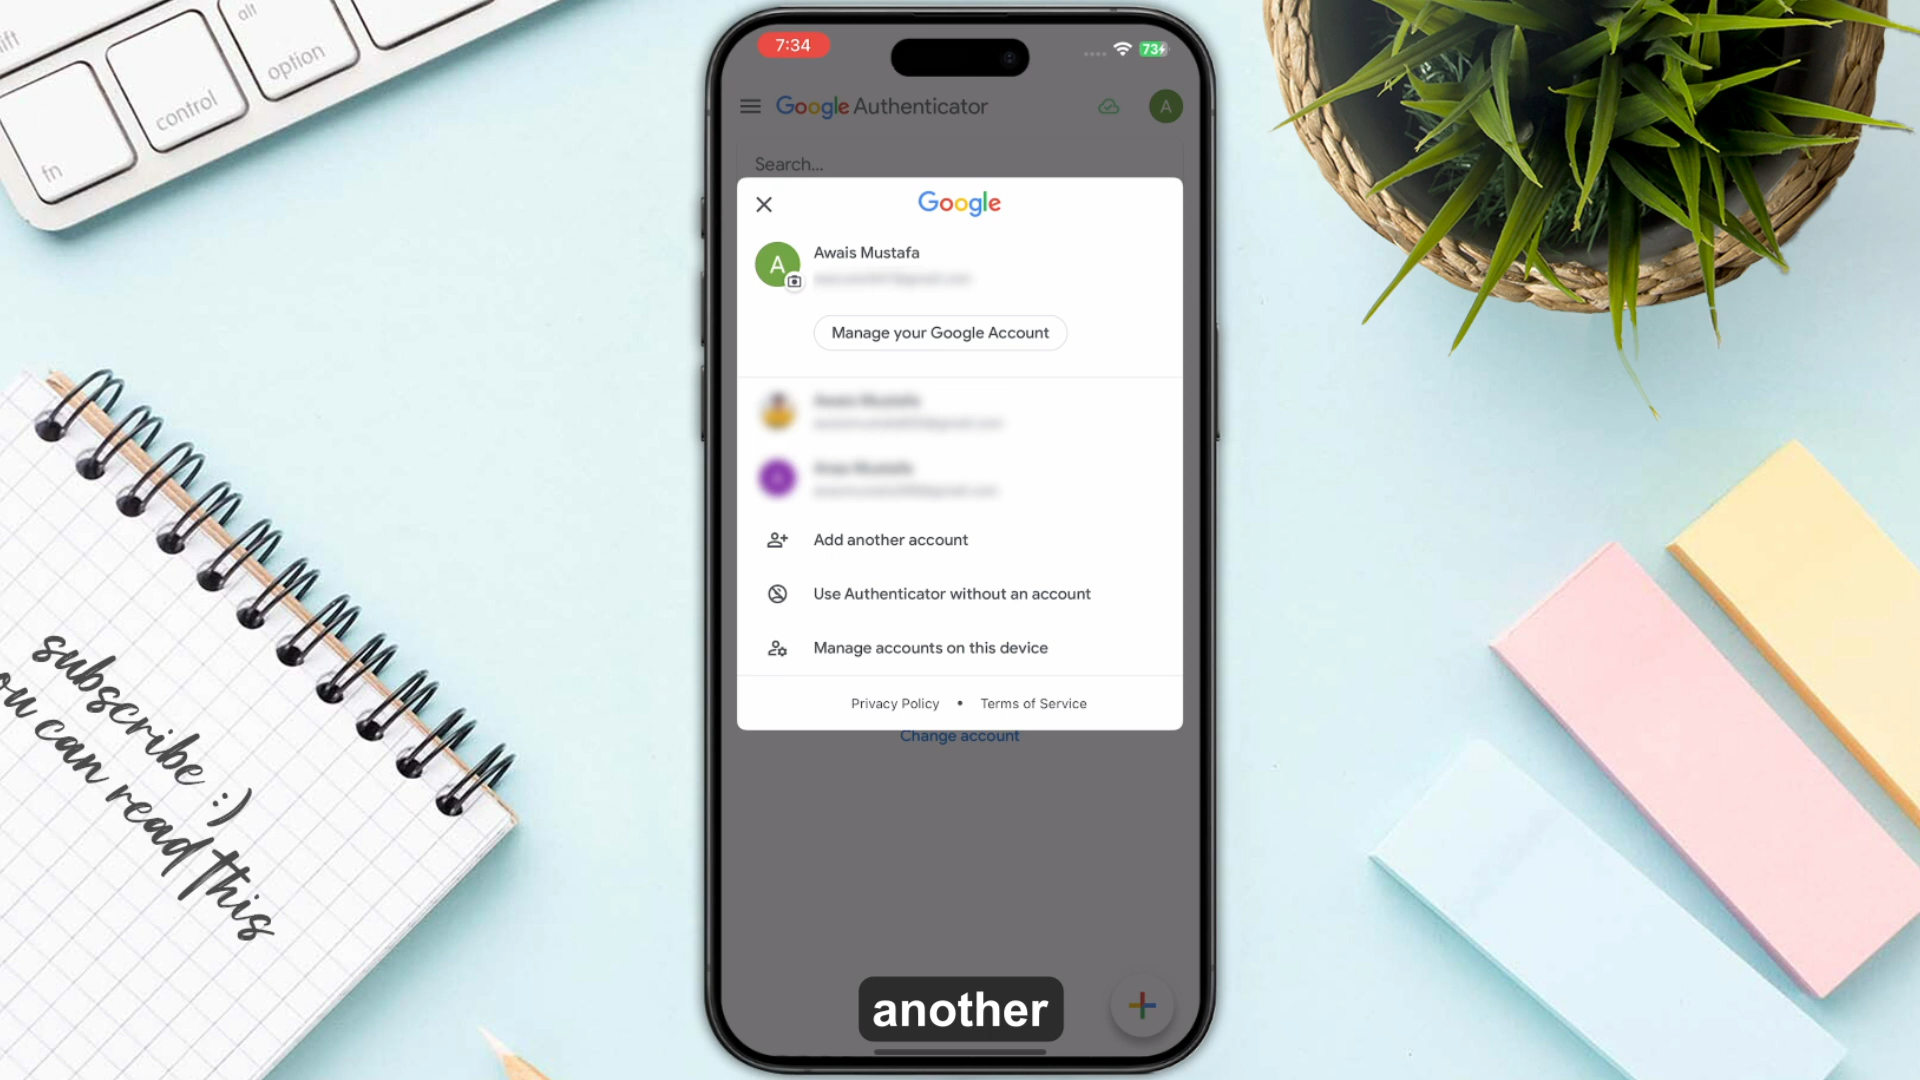 alt
option
control
fn
7:34
73
Google Authenticator
A
Search...
Google
A
Awais Mustafa
Manage your Google Account
Add another account
Use Authenticator without an account
Manage accounts on this device
Privacy Policy • Terms of Service
Change account
another
subscribe :)
can read this